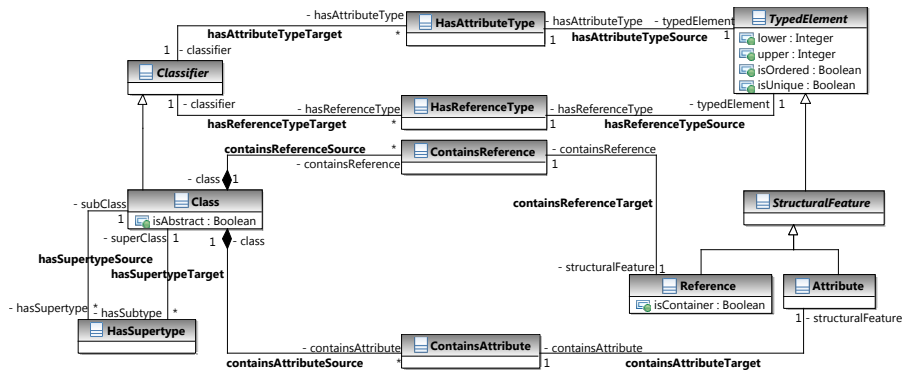 - hasAttributeType HasAttributeType - hasAttributeType - typedElement TypedElement
hasAttributeTypeTarget * 1 hasAttributeTypeSource 1
lower : Integer
upper : Integer
isOrdered : Boolean
isUnique : Boolean
1 - classifier
Classifier
1 - classifier
- hasReferenceType HasReferenceType - hasReferenceType - typedElement 1
hasReferenceTypeTarget * 1 hasReferenceTypeSource
containsReferenceSource * ContainsReference - containsReference
- containsReference 1
- class 1
Class
isAbstract : Boolean
- subClass
1
- superClass 1
1 - class
containsReferenceTarget
StructuralFeature
hasSupertypeSource
hasSupertypeTarget
- structuralFeature 1
Reference
isContainer : Boolean
Attribute
- hasSupertype *
- hasSubtype *
HasSupertype
1 - structuralFeature
- containsAttribute ContainsAttribute - containsAttribute
containsAttributeSource * 1 containsAttributeTarget